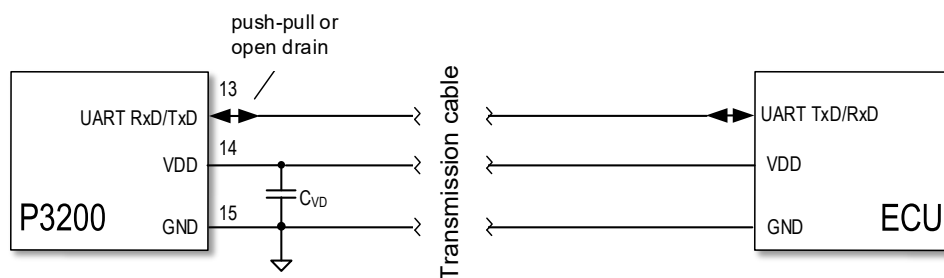 push-pull or
open drain
13
UART RxD/TxD
14
VDD
CVD
15
GND
P3200
Transmission cable
UART TxD/RxD
VDD
GND
ECU